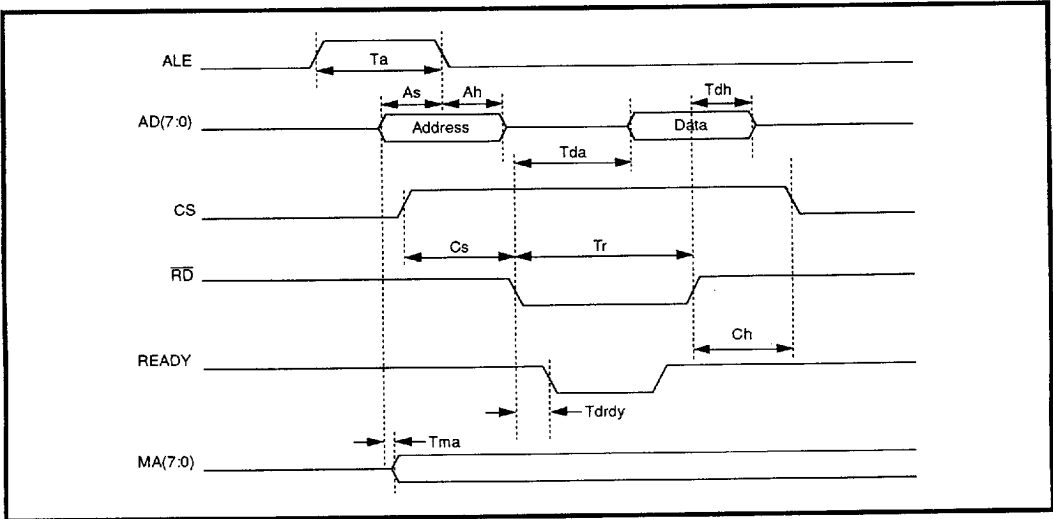 ALE
Ta
As Ah Tdh
AD(7:0)
Address Data
Tda
CS
Cs Tr
RD
Ch
READY
Tdrdy
Tma
MA(7:0)